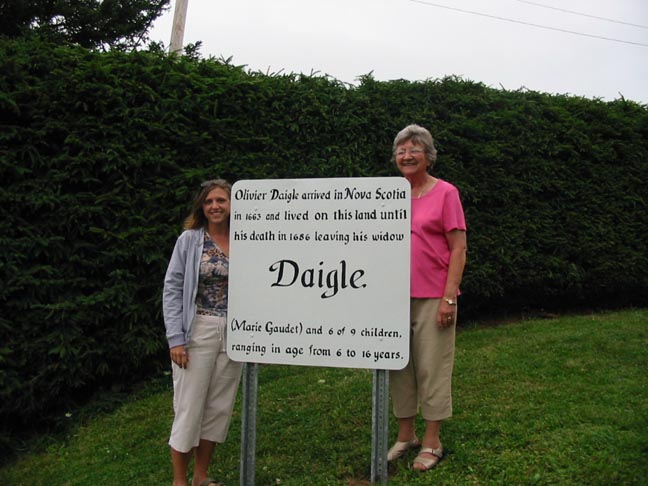 Olivier Daigle arrived in Nova Scotia
in 1663 and lived on this land until
his death in 1686 leaving his widow
Daigle.
(Marie Gaudet) and 6 of 9 children,
ranging in age from 6 to 16 years.